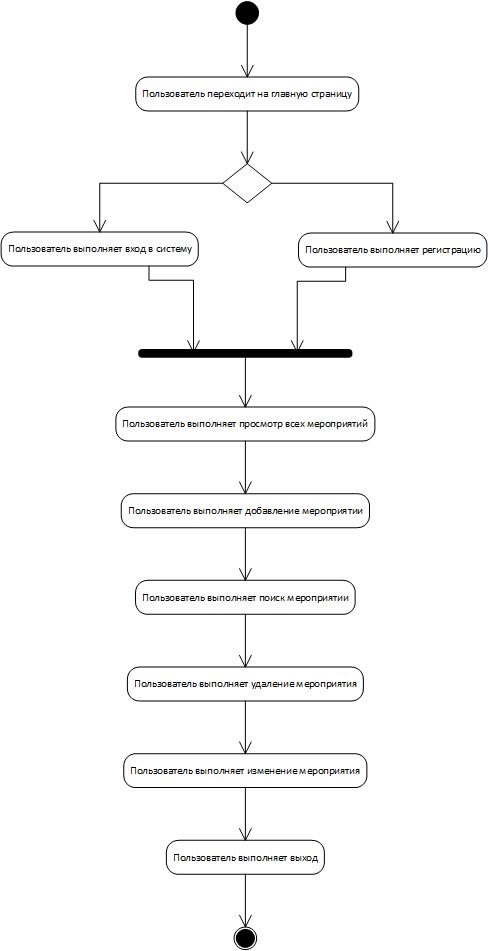 Пользователь переходит на главную страницу
Пользователь выполняет вход в систему
Пользователь выполняет регистрацию
Пользователь выполняет просмотр всех мероприятий
Пользователь выполняет добавление мероприятии
Пользователь выполняет поиск мероприятии
Пользователь выполняет удаление мероприятия
Пользователь выполняет изменение мероприятия
Пользователь выполняет выход